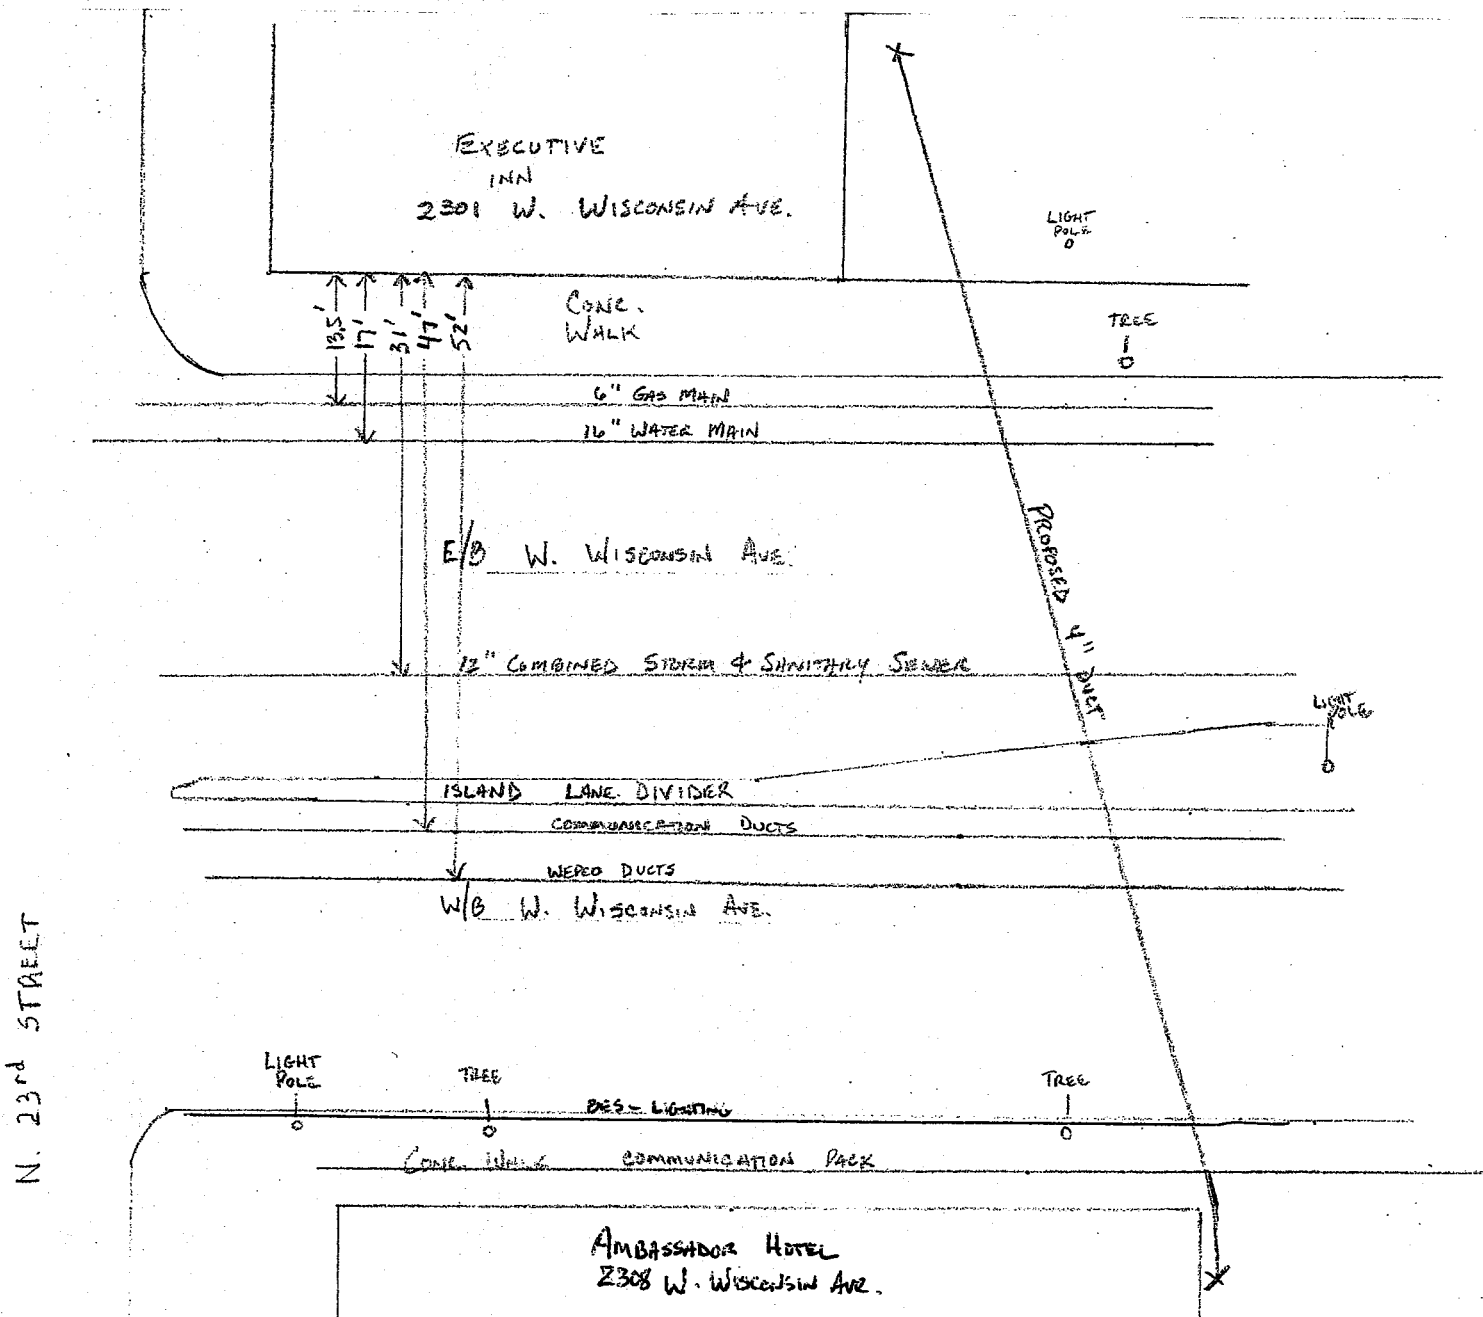 EXECUTIVE
INN
2301 W. WISCONSIN AVE.
LIGHT
POLE
13.5'
17'
31'
47'
52'
CONC.
WALK
TREE
6" GAS MAIN
16" WATER MAIN
E/B W. WISCONSIN AVE.
PROPOSED 4" DUCT
12" COMBINED STORM & SANITARY SEWER
LIGHT
POLE
ISLAND LANE DIVIDER
COMMUNICATION DUCTS
WEPCO DUCTS
W/B W. WISCONSIN AVE.
N. 23rd STREET
LIGHT
POLE
TREE
TREE
BES - LIGHTING
CONC. WALK COMMUNICATION PACK
AMBASSADOR HOTEL
2308 W. WISCONSIN AVE.